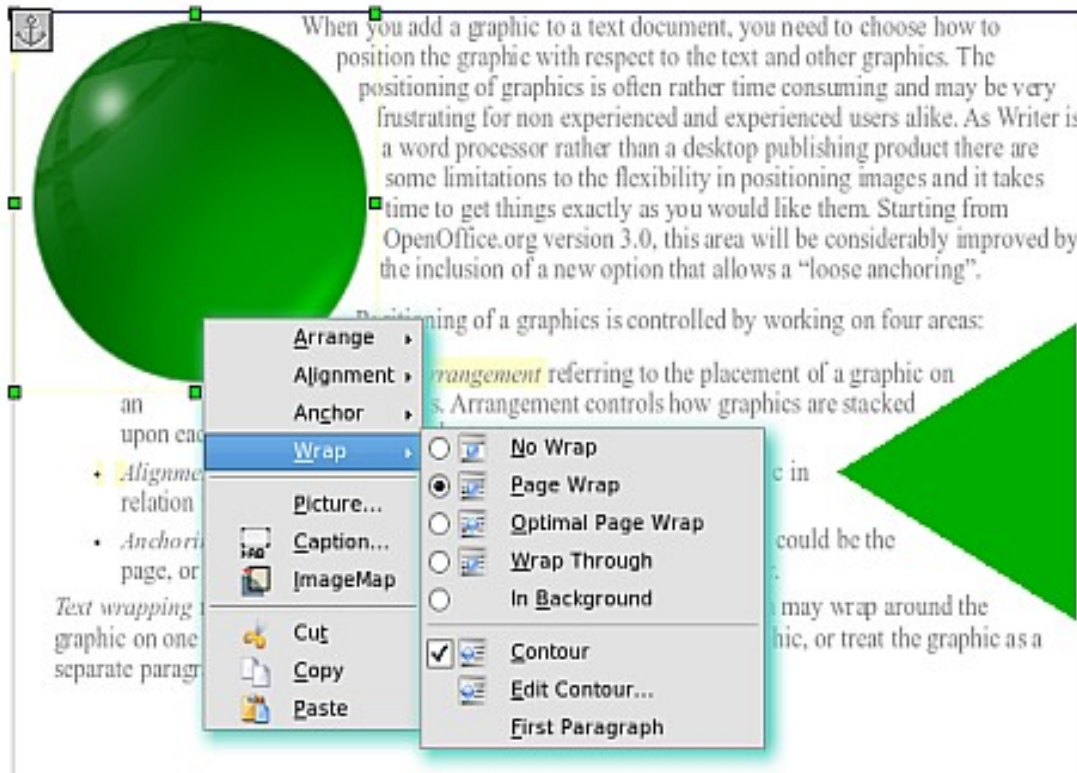 When you add a graphic to a text document, you need to choose how to
position the graphic with respect to the text and other graphics. The
positioning of graphics is often rather time consuming and may be very
frustrating for non experienced and experienced users alike. As Writer is
a word processor rather than a desktop publishing product there are
some limitations to the flexibility in positioning images and it takes
time to get things exactly as you would like them. Starting from
OpenOffice.org version 3.0, this area will be considerably improved by
the inclusion of a new option that allows a “loose anchoring”.
Positioning of a graphics is controlled by working on four areas:
referring to the placement of a graphic on
an Arrangement controls how graphics are stacked
upon
in
relation
could be the
page, or
Text wrapping may wrap around the
graphic on one or treat the graphic as a
separate
Arrange
Alignment
Anchor
Wrap
Picture...
Caption...
ImageMap
Cut
Copy
Paste
No Wrap
Page Wrap
Optimal Page Wrap
Wrap Through
In Background
Contour
Edit Contour...
First Paragraph